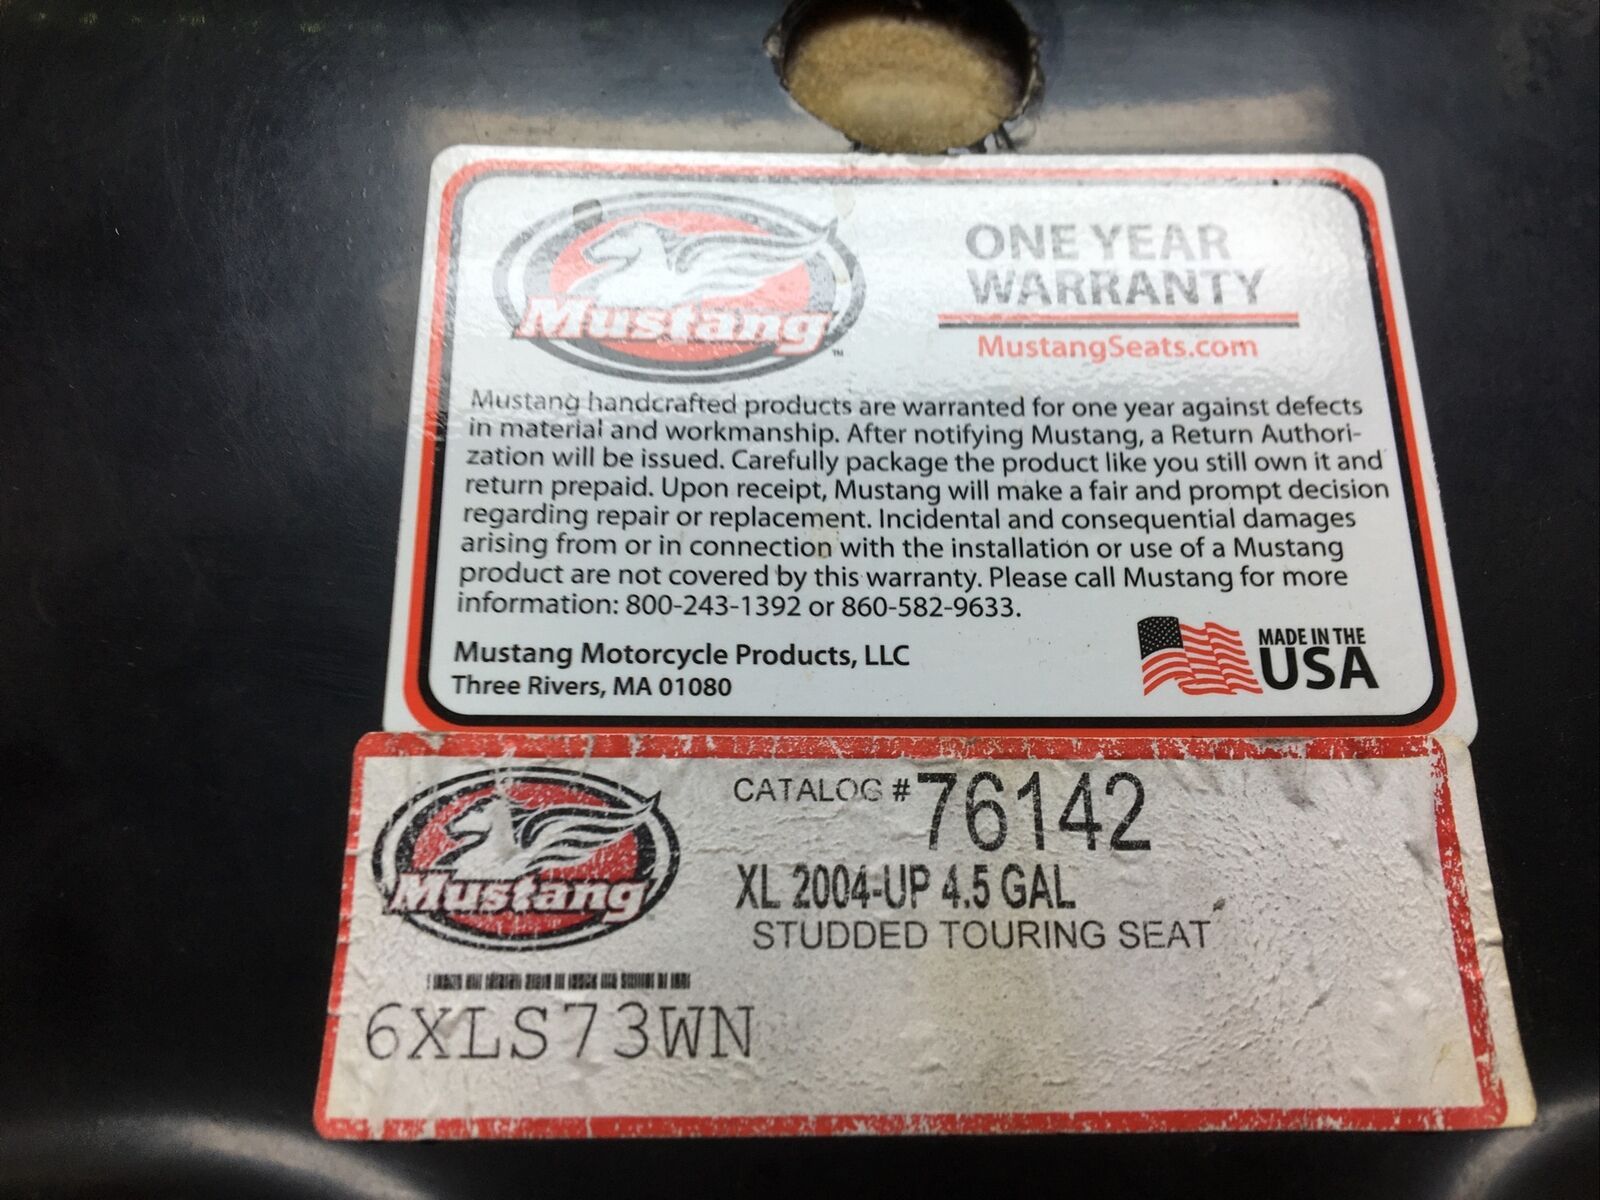 Mustang
TM
ONE YEAR
WARRANTY
MustangSeats.com
Mustang handcrafted products are warranted for one year against defects
in material and workmanship. After notifying Mustang, a Return Authori-
zation will be issued. Carefully package the product like you still own it and
return prepaid. Upon receipt, Mustang will make a fair and prompt decision
regarding repair or replacement. Incidental and consequential damages
arising from or in connection with the installation or use of a Mustang
product are not covered by this warranty. Please call Mustang for more
information: 800-243-1392 or 860-582-9633.
Mustang Motorcycle Products, LLC
Three Rivers, MA 01080
MADE IN THE
USA
Mustang
CATALOG # 76142
XL 2004-UP 4.5 GAL
STUDDED TOURING SEAT
6XLS73WN